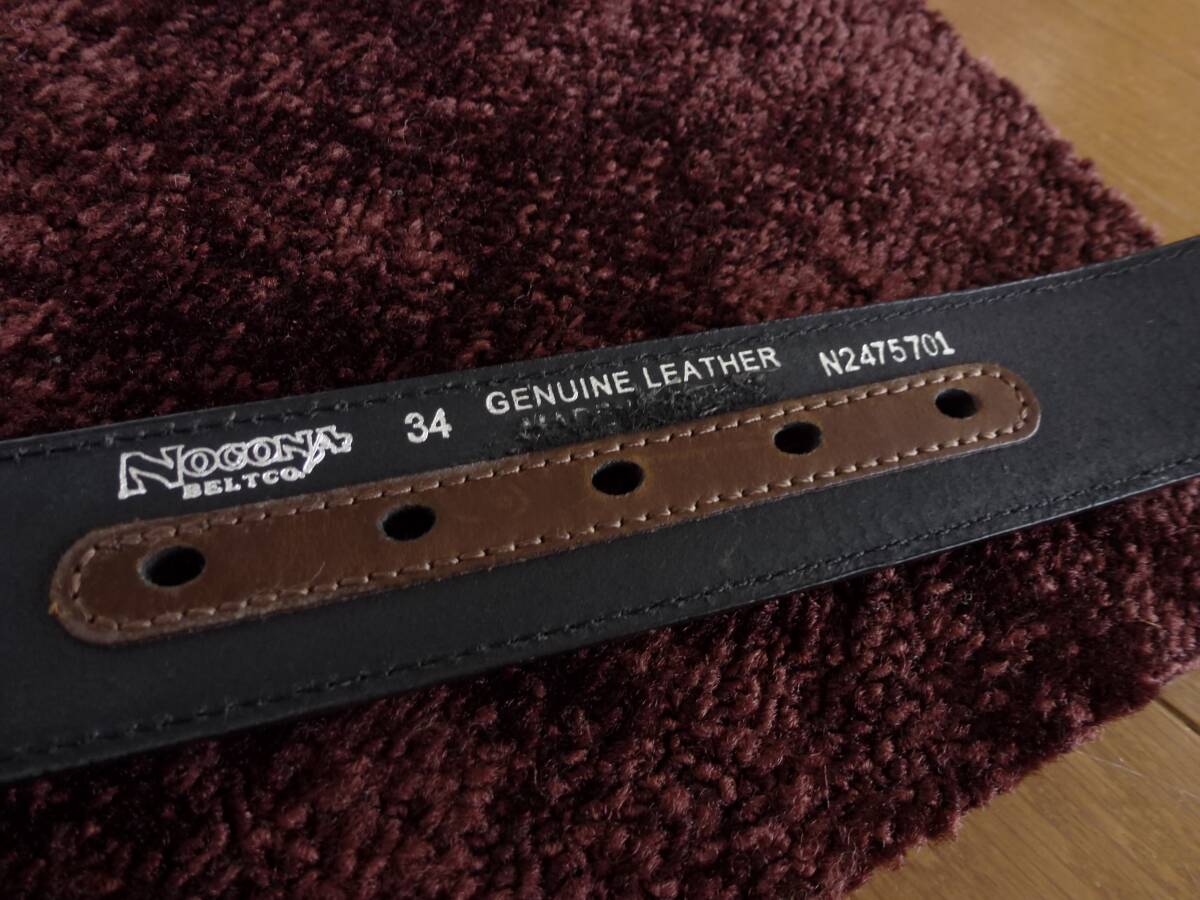 NOCONA
BELT CO.
34
GENUINE LEATHER
N2475701